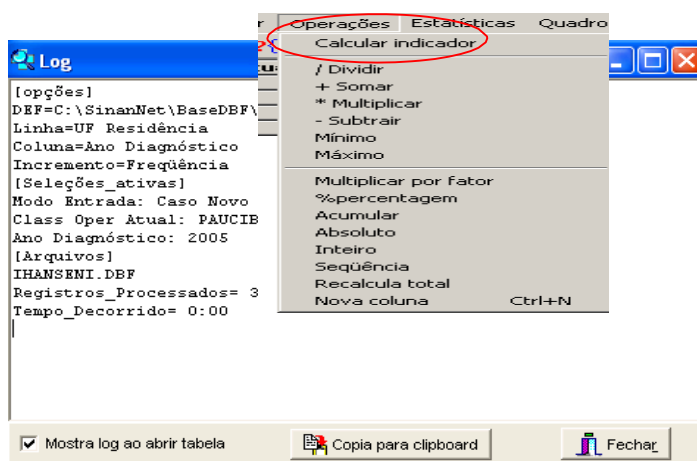 Operações Estatísticas Quadro
Calcular indicador
/ Dividir
+ Somar
* Multiplicar
- Subtrair
Mínimo
Máximo
Multiplicar por fator
%percentagem
Acumular
Absoluto
Inteiro
Seqüência
Recalcula total
Nova coluna Ctrl+N
Log
[opções]
DEF=C:\SinanNet\BaseDBF\
Linha=UF Residência
Coluna=Ano Diagnóstico
Incremento=Freqüência
[Seleções_ativas]
Modo Entrada: Caso Novo
Class Oper Atual: PAUCIB
Ano Diagnóstico: 2005
[Arquivos]
IHANSENI.DBF
Registros_Processados= 3
Tempo_Decorrido= 0:00
Mostra log ao abrir tabela
Copia para clipboard
Fechar